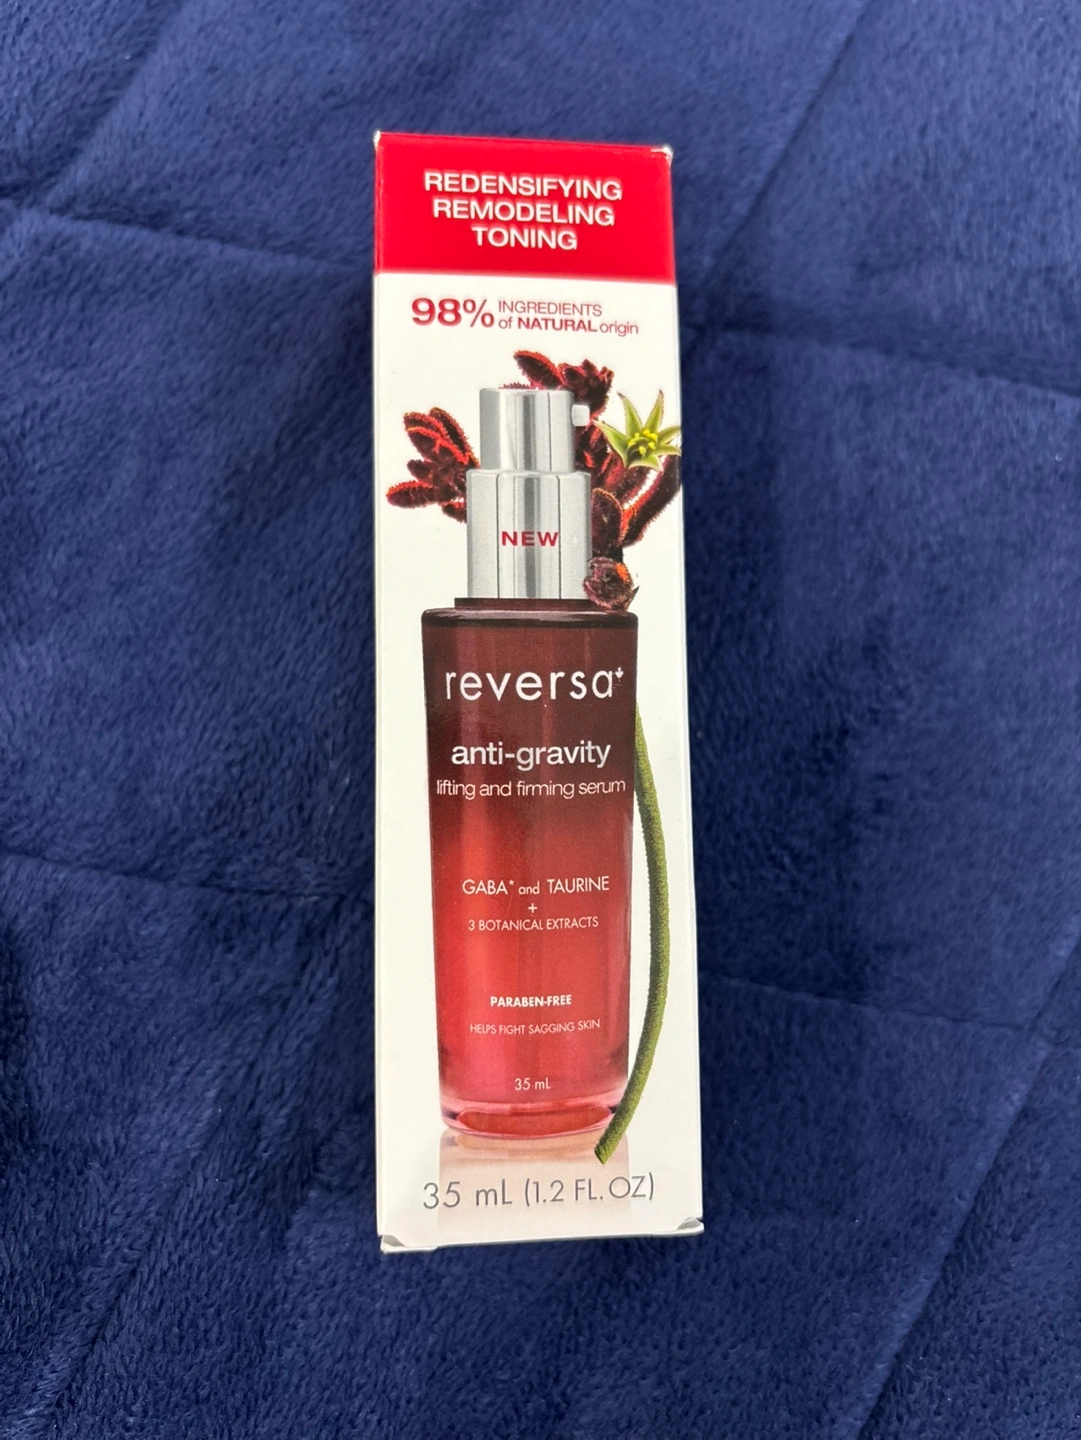 REDENSIFYING
REMODELING
TONING
98% INGREDIENTS
of NATURAL origin
NEW
reversa
anti-gravity
lifting and firming serum
GABA* and TAURINE
+
3 BOTANICAL EXTRACTS
PARABEN-FREE
HELPS FIGHT SAGGING SKIN
35 mL
35 mL (1.2 FL. OZ)